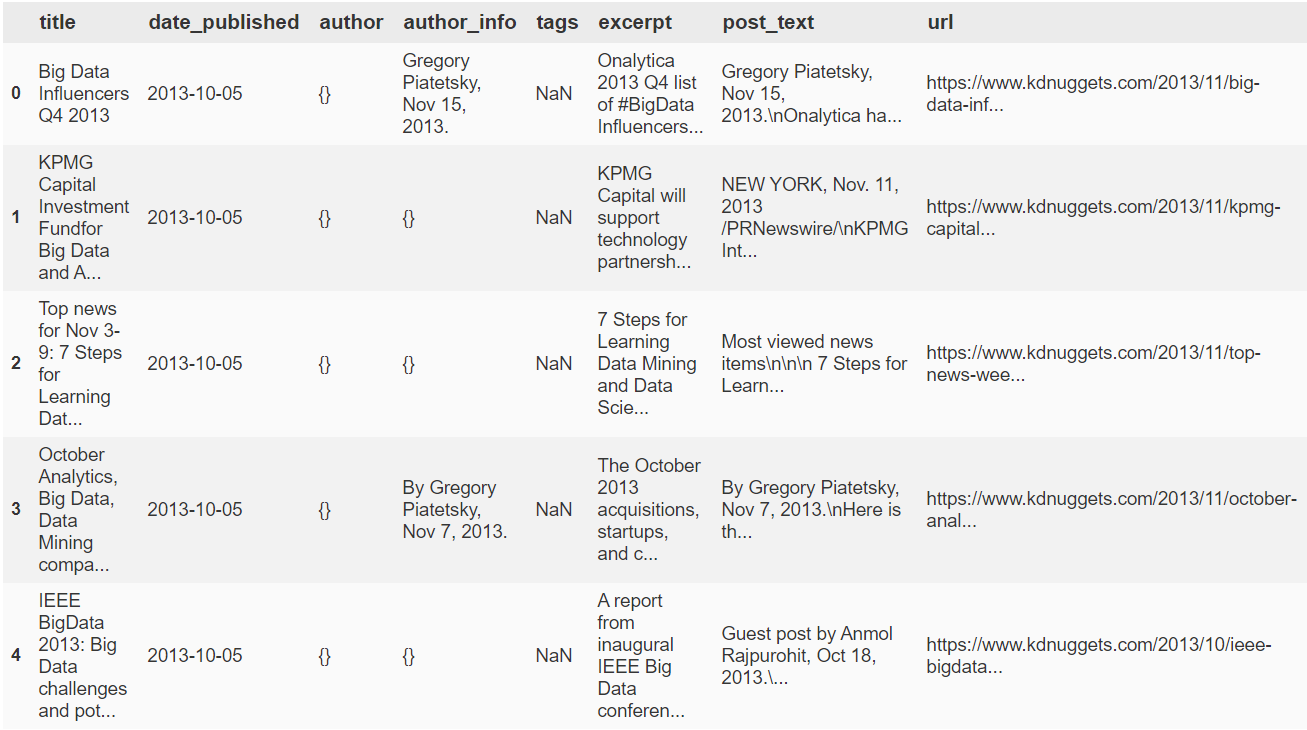 title date_published author author_info tags excerpt post_text url
0
Big Data
Influencers
Q4 2013
2013-10-05
{}
Gregory
Piatetsky,
Nov 15,
2013.
NaN
Onalytica
2013 Q4 list
of #BigData
Influencers...
Gregory Piatetsky,
Nov 15,
2013.\nOnalytica ha...
https://www.kdnuggets.com/2013/11/big-
data-inf...
1
KPMG
Capital
Investment
Fundfor
Big Data
and A...
2013-10-05
{}
{}
NaN
KPMG
Capital will
support
technology
partnersh...
NEW YORK, Nov. 11,
2013
/PRNewswire/\nKPMG
Int...
https://www.kdnuggets.com/2013/11/kpmg-
capital...
2
Top news
for Nov 3-
9: 7 Steps
for
Learning
Dat...
2013-10-05
{}
{}
NaN
7 Steps for
Learning
Data Mining
and Data
Scie...
Most viewed news
items\n\n\n 7 Steps for
Learn...
https://www.kdnuggets.com/2013/11/top-
news-wee...
3
October
Analytics,
Big Data,
Data
Mining
compa...
2013-10-05
{}
By Gregory
Piatetsky,
Nov 7, 2013.
NaN
The October
2013
acquisitions,
startups,
and c...
By Gregory Piatetsky,
Nov 7, 2013.\nHere is
th...
https://www.kdnuggets.com/2013/11/october-
anal...
4
IEEE
BigData
2013: Big
Data
challenges
and pot...
2013-10-05
{}
{}
NaN
A report
from
inaugural
IEEE Big
Data
conferen...
Guest post by Anmol
Rajpurohit, Oct 18,
2013.\...
https://www.kdnuggets.com/2013/10/ieee-
bigdata...